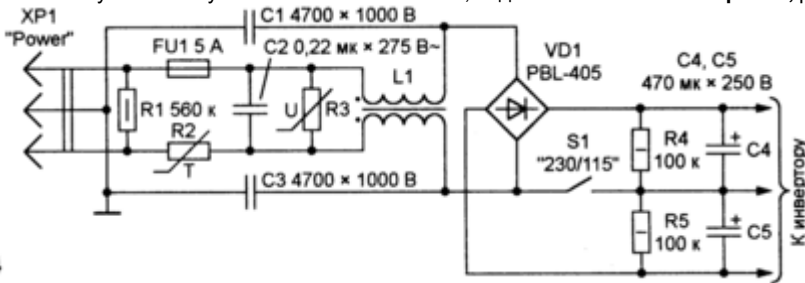 XP1
"Power"
C1 4700 × 1000 В
FU1 5 А
C2 0,22 мк × 275 В~
L1
VD1
PBL-405
C4, C5
470 мк × 250 В
R1 560 к
R2
T
U
R3
S1
"230/115"
R4
100 к
C4
C3 4700 × 1000 В
R5
100 к
C5
К инвертору